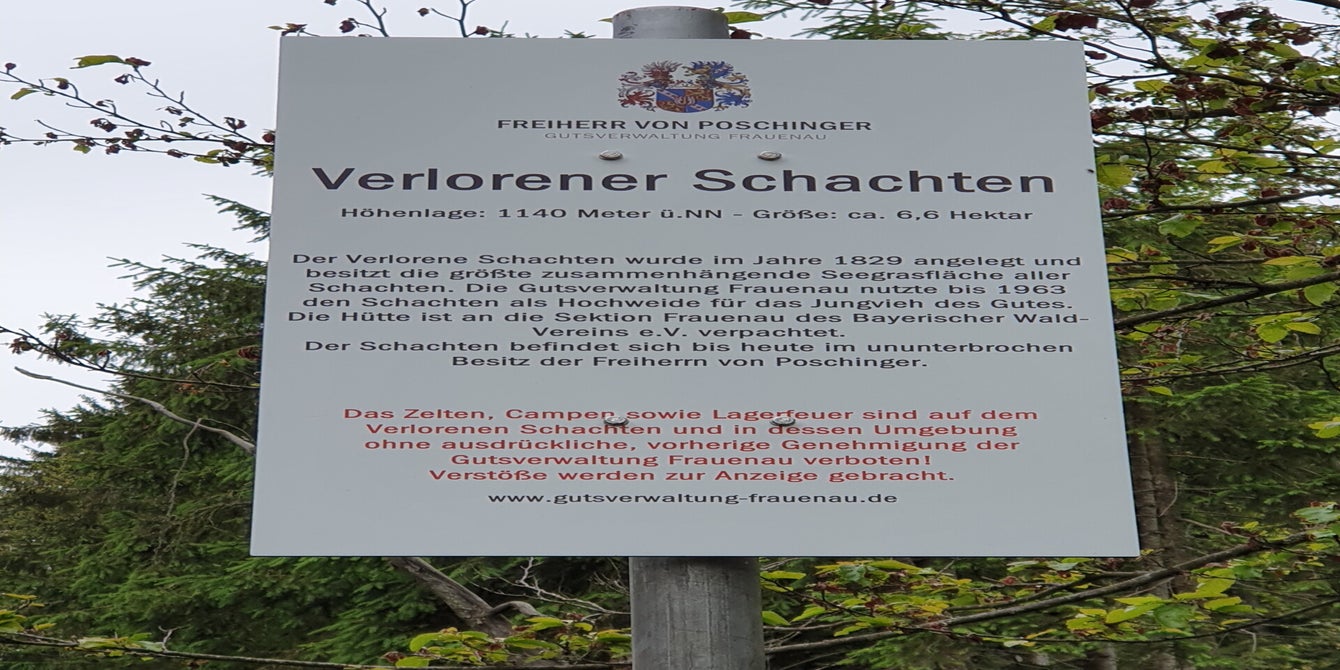 FREIHERR VON POSCHINGER
GUTSVERWALTUNG FRAUENAU
Verlorener Schachten
Höhenlage: 1140 Meter ü.NN - Größe: ca. 6,6 Hektar
Der Verlorene Schachten wurde im Jahre 1829 angelegt und
besitzt die größte zusammenhängende Seegrasfläche aller
Schachten. Die Gutsverwaltung Frauenau nutzte bis 1963
den Schachten als Hochweide für das Jungvieh des Gutes.
Die Hütte ist an die Sektion Frauenau des Bayerischer Wald-
Vereins e.V. verpachtet.
Der Schachten befindet sich bis heute im ununterbrochen
Besitz der Freiherrn von Poschinger.
Das Zelten, Campen sowie Lagerfeuer sind auf dem
Verlorenen Schachten und in dessen Umgebung
ohne ausdrückliche, vorherige Genehmigung der
Gutsverwaltung Frauenau verboten!
Verstöße werden zur Anzeige gebracht.
www.gutsverwaltung-frauenau.de